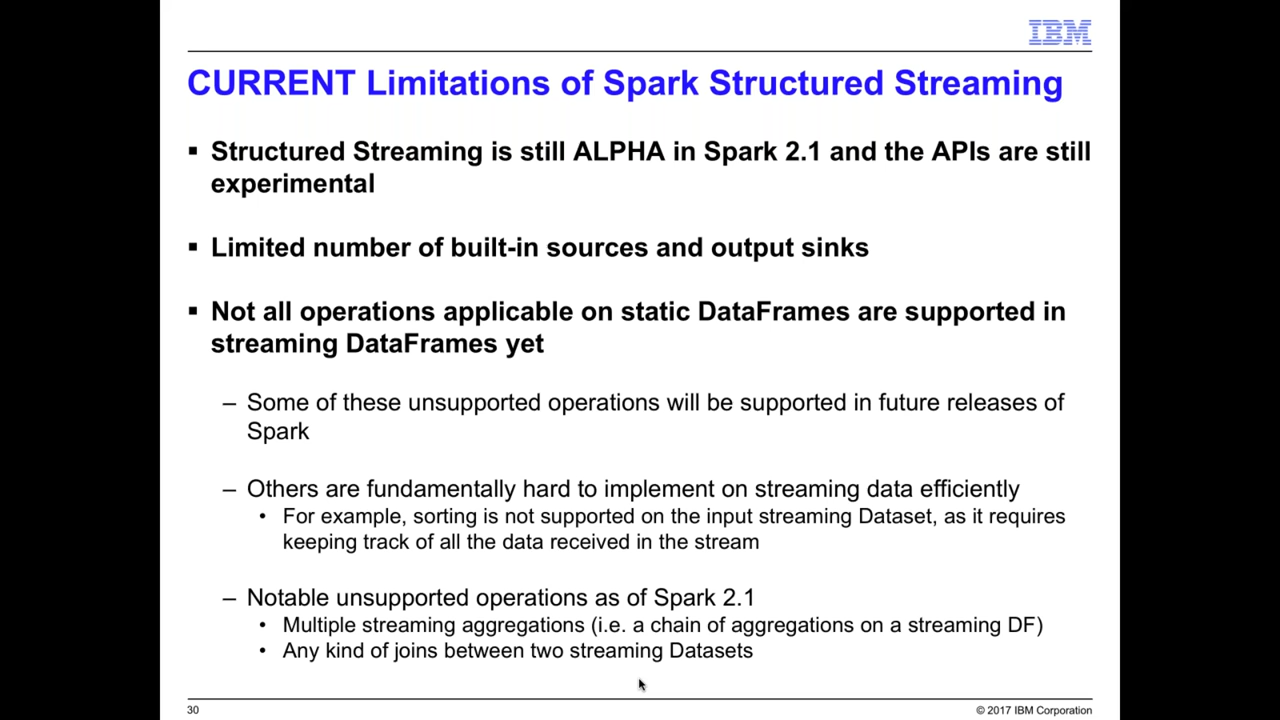 IBM
CURRENT Limitations of Spark Structured Streaming
▪ Structured Streaming is still ALPHA in Spark 2.1 and the APIs are still
experimental
▪ Limited number of built-in sources and output sinks
▪ Not all operations applicable on static DataFrames are supported in
streaming DataFrames yet
– Some of these unsupported operations will be supported in future releases of
Spark
– Others are fundamentally hard to implement on streaming data efficiently
• For example, sorting is not supported on the input streaming Dataset, as it requires
keeping track of all the data received in the stream
– Notable unsupported operations as of Spark 2.1
• Multiple streaming aggregations (i.e. a chain of aggregations on a streaming DF)
• Any kind of joins between two streaming Datasets
30
© 2017 IBM Corporation